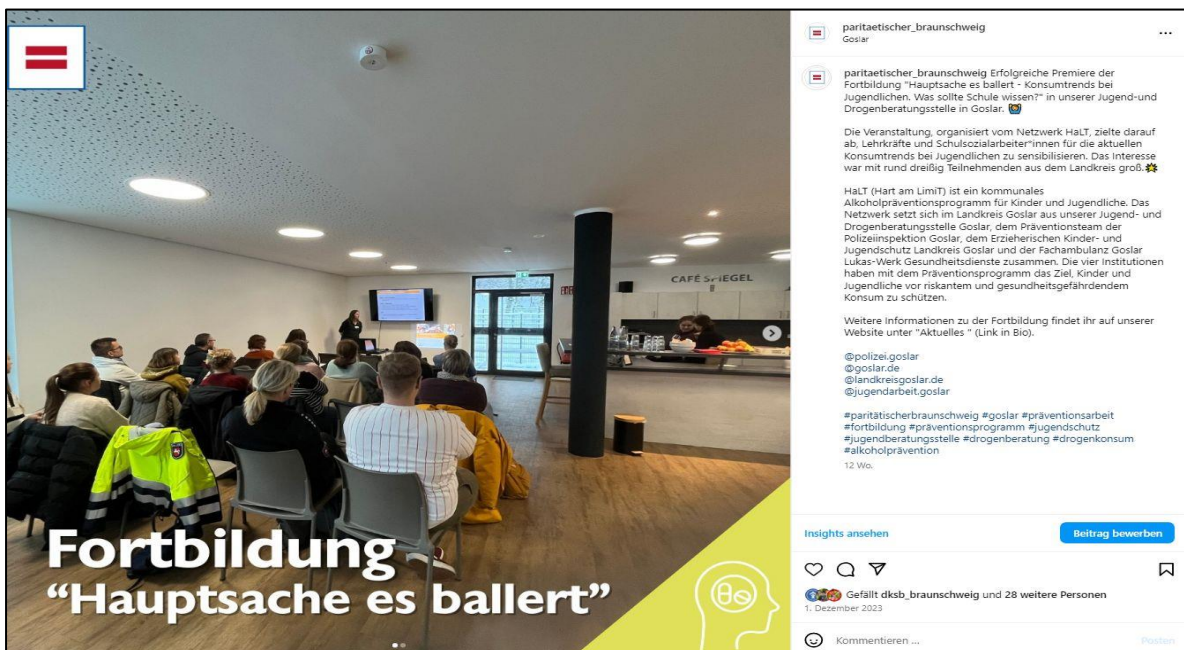 CAFÉ SPIEGEL
Fortbildung
"Hauptsache es ballert"
paritaetischer_braunschweig
Goslar
paritaetischer_braunschweig Erfolgreiche Premiere der
Fortbildung "Hauptsache es ballert - Konsumtrends bei
Jugendlichen. Was sollte Schule wissen?" in unserer Jugend-und
Drogenberatungsstelle in Goslar. 🙆
Die Veranstaltung, organisiert vom Netzwerk HaLT, zielte darauf
ab, Lehrkräfte und Schulsozialarbeiter*innen für die aktuellen
Konsumtrends bei Jugendlichen zu sensibilisieren. Das Interesse
war mit rund dreißig Teilnehmenden aus dem Landkreis groß.💥
HaLT (Hart am LimiT) ist ein kommunales
Alkoholpräventionsprogramm für Kinder und Jugendliche. Das
Netzwerk setzt sich im Landkreis Goslar aus unserer Jugend- und
Drogenberatungsstelle Goslar, dem Präventionsteam der
Polizeiinspektion Goslar, dem Erzieherischen Kinder- und
Jugendschutz Landkreis Goslar und der Fachambulanz Goslar
Lukas-Werk Gesundheitsdienste zusammen. Die vier Institutionen
haben mit dem Präventionsprogramm das Ziel, Kinder und
Jugendliche vor riskantem und gesundheitsgefährdendem
Konsum zu schützen.
Weitere Informationen zu der Fortbildung findet ihr auf unserer
Website unter "Aktuelles " (Link in Bio).
@polizei.goslar
@goslar.de
@landkreisgoslar.de
@jugendarbeit.goslar
#paritätischerbraunschweig #goslar #präventionsarbeit
#fortbildung #präventionsprogramm #jugendschutz
#jugendberatungsstelle #drogenberatung #drogenkonsum
#alkoholprävention
12 Wo.
Insights ansehen
Beitrag bewerben
Gefällt dksb_braunschweig und 28 weitere Personen
1. Dezember 2023
Kommentieren ...
Posten